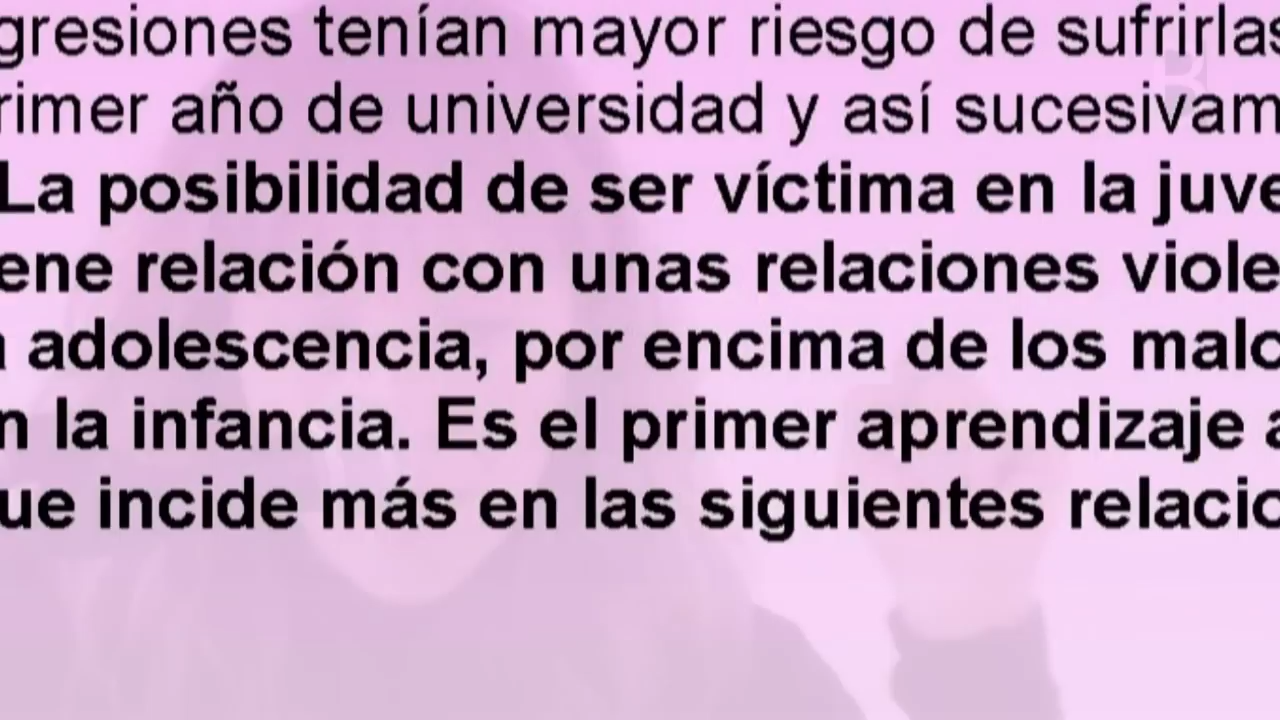 gresiones tenían mayor riesgo de sufrirlas
rimer año de universidad y así sucesivam
La posibilidad de ser víctima en la juve
ene relación con unas relaciones viole
adolescencia, por encima de los malo
n la infancia. Es el primer aprendizaje a
ue incide más en las siguientes relacio